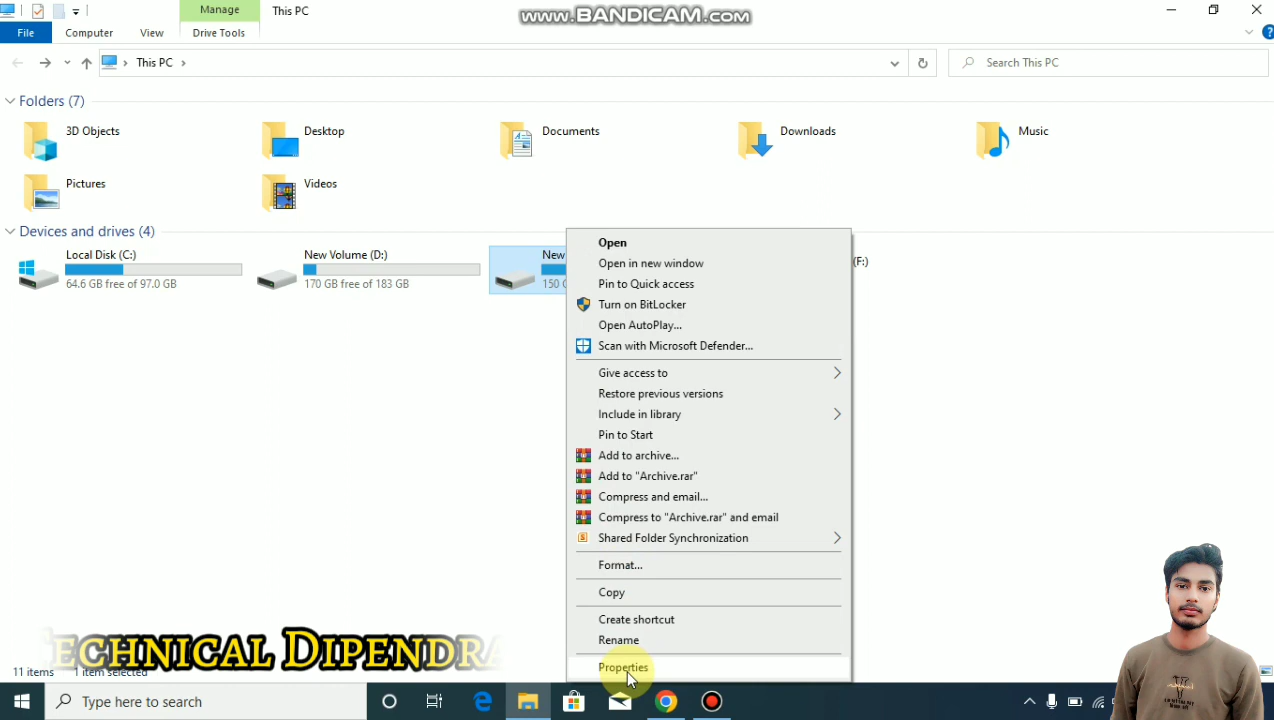 Manage
This PC
www.BANDICAM.com
File
Computer
View
Drive Tools
This PC
Search This PC
Folders (7)
3D Objects
Desktop
Documents
Downloads
Music
Pictures
Videos
Devices and drives (4)
Local Disk (C:)
64.6 GB free of 97.0 GB
New Volume (D:)
170 GB free of 183 GB
New
150
(F:)
Open
Open in new window
Pin to Quick access
Turn on BitLocker
Open AutoPlay...
Scan with Microsoft Defender...
Give access to
Restore previous versions
Include in library
Pin to Start
Add to archive...
Add to "Archive.rar"
Compress and email...
Compress to "Archive.rar" and email
Shared Folder Synchronization
Format...
Copy
Create shortcut
Rename
Properties
ECHNICAL DIPENDRA
11 items
1 item selected
Type here to search